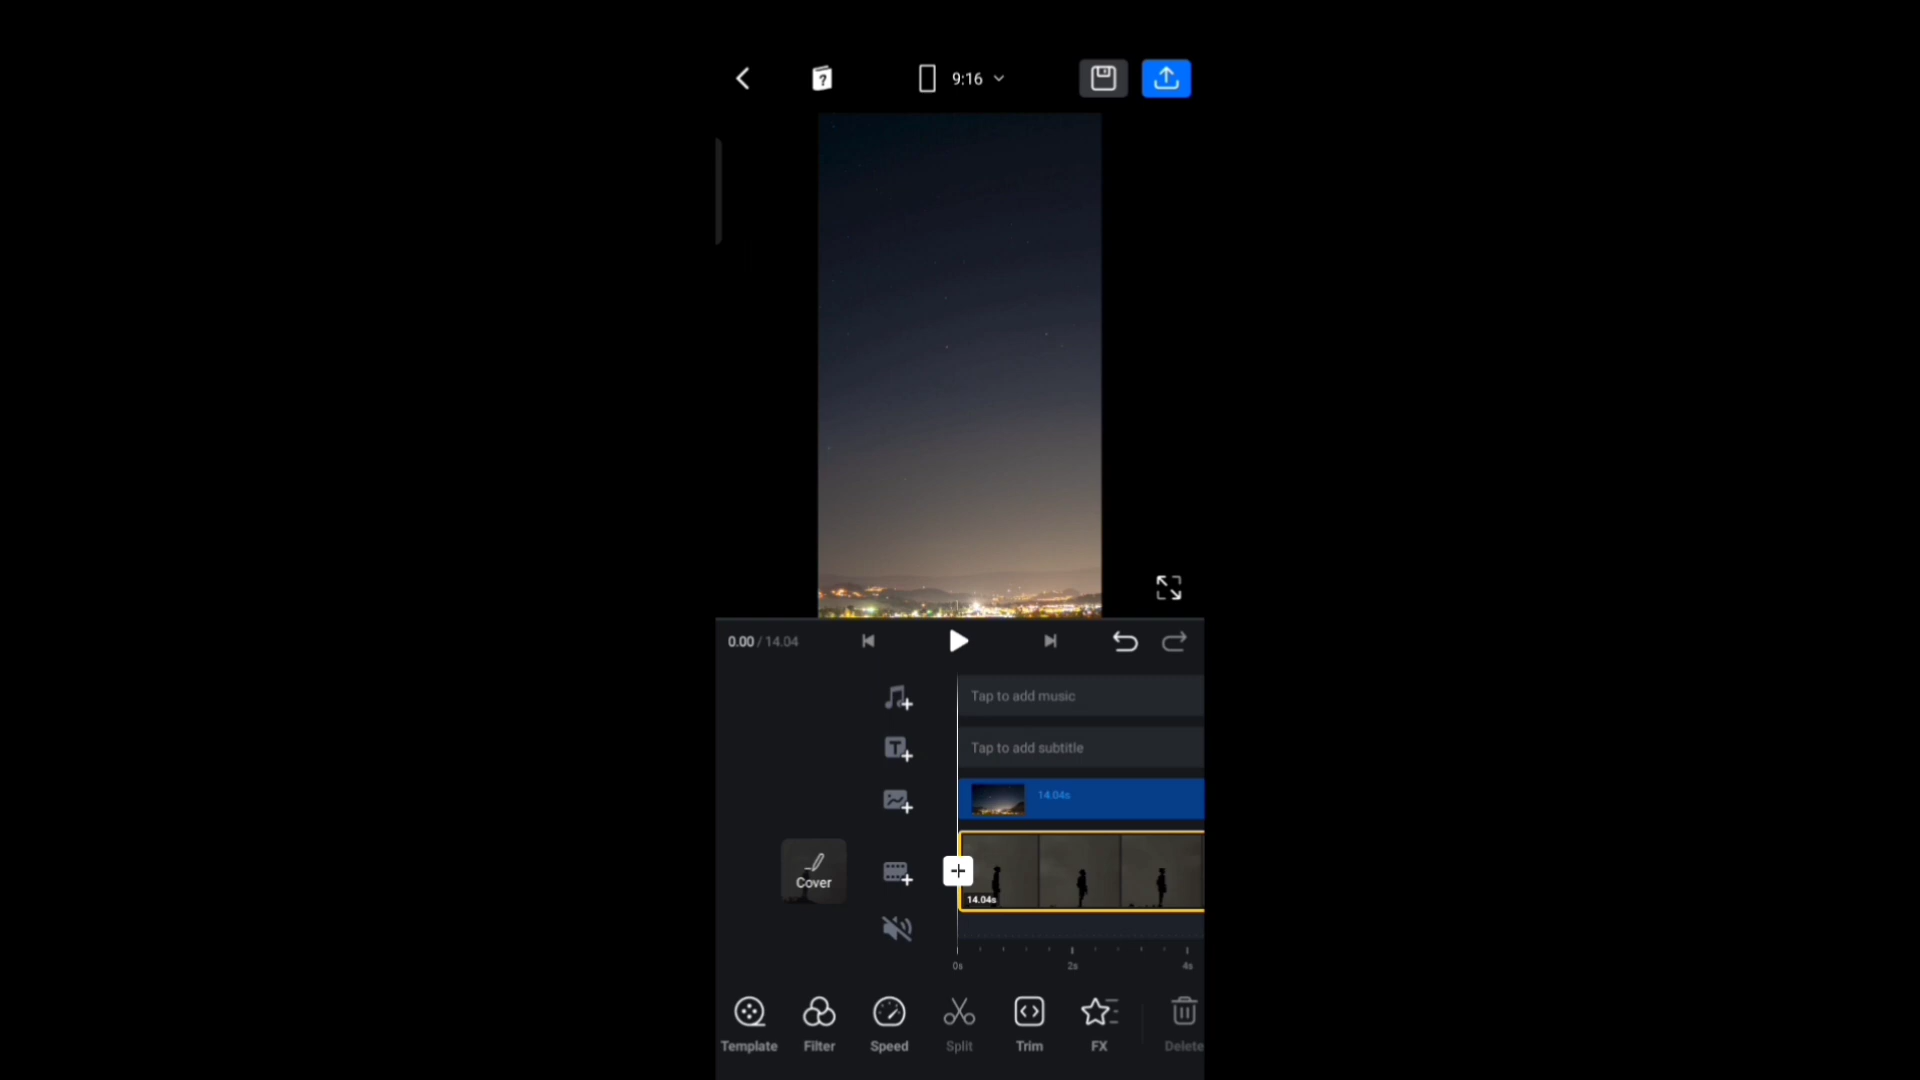 ?
9:16
0.00 / 14.04
Tap to add music
T
Tap to add subtitle
14.04s
Cover
14.04s
0s 2s 4s
Template Filter Speed Split Trim FX Delete